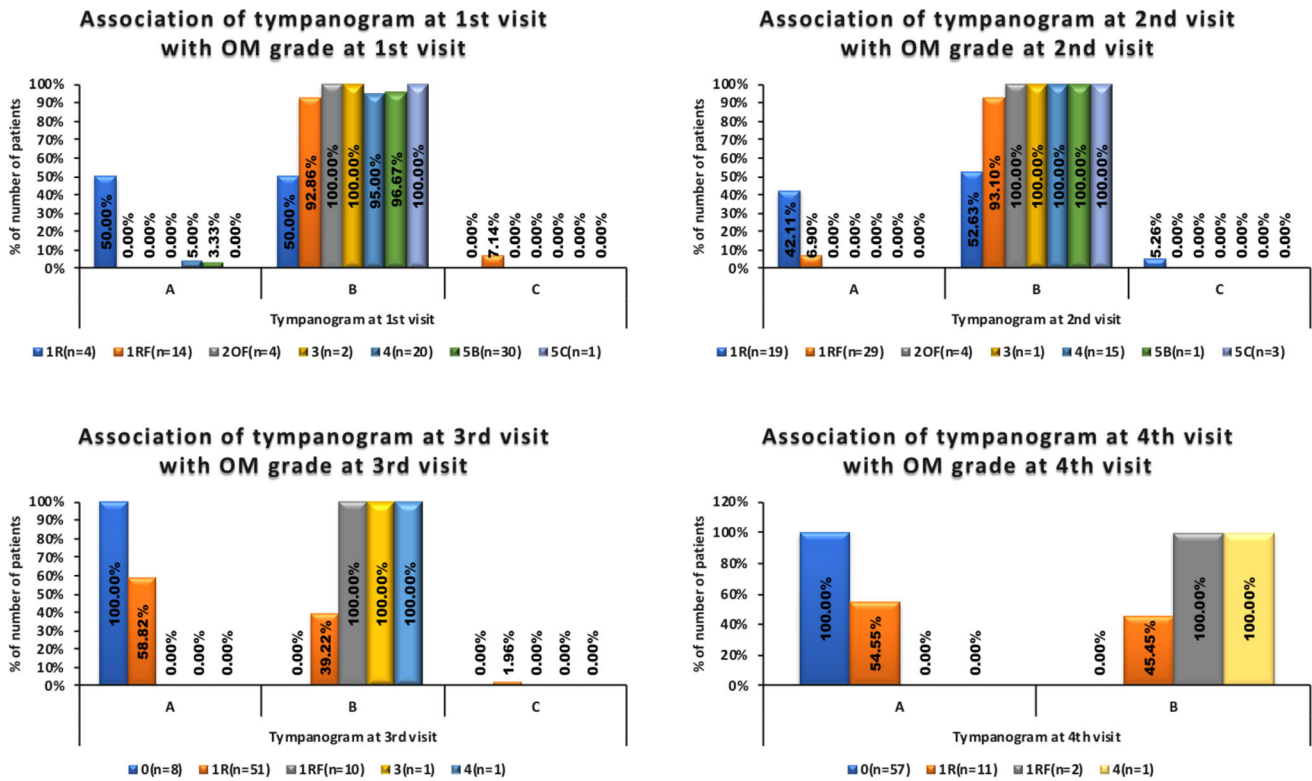 Association of tympanogram at 1st visit
with OM grade at 1st visit
% of number of patients
100%
90%
80%
70%
60%
50%
40%
30%
20%
10%
0%
50.00% 0.00% 0.00% 0.00% 5.00% 3.33% 0.00%
50.00% 92.86% 100.00% 100.00% 95.00% 96.67% 100.00%
0.00% 7.14% 0.00% 0.00% 0.00% 0.00% 0.00%
A B C
Tympanogram at 1st visit
1R(n=4) 1RF(n=14) 2OF(n=4) 3(n=2) 4(n=20) 5B(n=30) 5C(n=1)
Association of tympanogram at 2nd visit
with OM grade at 2nd visit
% of number of patients
100%
90%
80%
70%
60%
50%
40%
30%
20%
10%
0%
42.11% 6.90% 0.00% 0.00% 0.00% 0.00% 0.00%
52.63% 93.10% 100.00% 100.00% 100.00% 100.00% 100.00%
5.26% 0.00% 0.00% 0.00% 0.00% 0.00% 0.00%
A B C
Tympanogram at 2nd visit
1R(n=19) 1RF(n=29) 2OF(n=4) 3(n=1) 4(n=15) 5B(n=1) 5C(n=3)
Association of tympanogram at 3rd visit
with OM grade at 3rd visit
% of number of patients
100%
90%
80%
70%
60%
50%
40%
30%
20%
10%
0%
100.00% 58.82% 0.00% 0.00% 0.00%
0.00% 39.22% 100.00% 100.00% 100.00%
0.00% 1.96% 0.00% 0.00% 0.00%
A B C
Tympanogram at 3rd visit
0(n=8) 1R(n=51) 1RF(n=10) 3(n=1) 4(n=1)
Association of tympanogram at 4th visit
with OM grade at 4th visit
% of number of patients
120%
100%
80%
60%
40%
20%
0%
100.00% 54.55% 0.00% 0.00%
0.00% 45.45% 100.00% 100.00%
A B
Tympanogram at 4th visit
0(n=57) 1R(n=11) 1RF(n=2) 4(n=1)